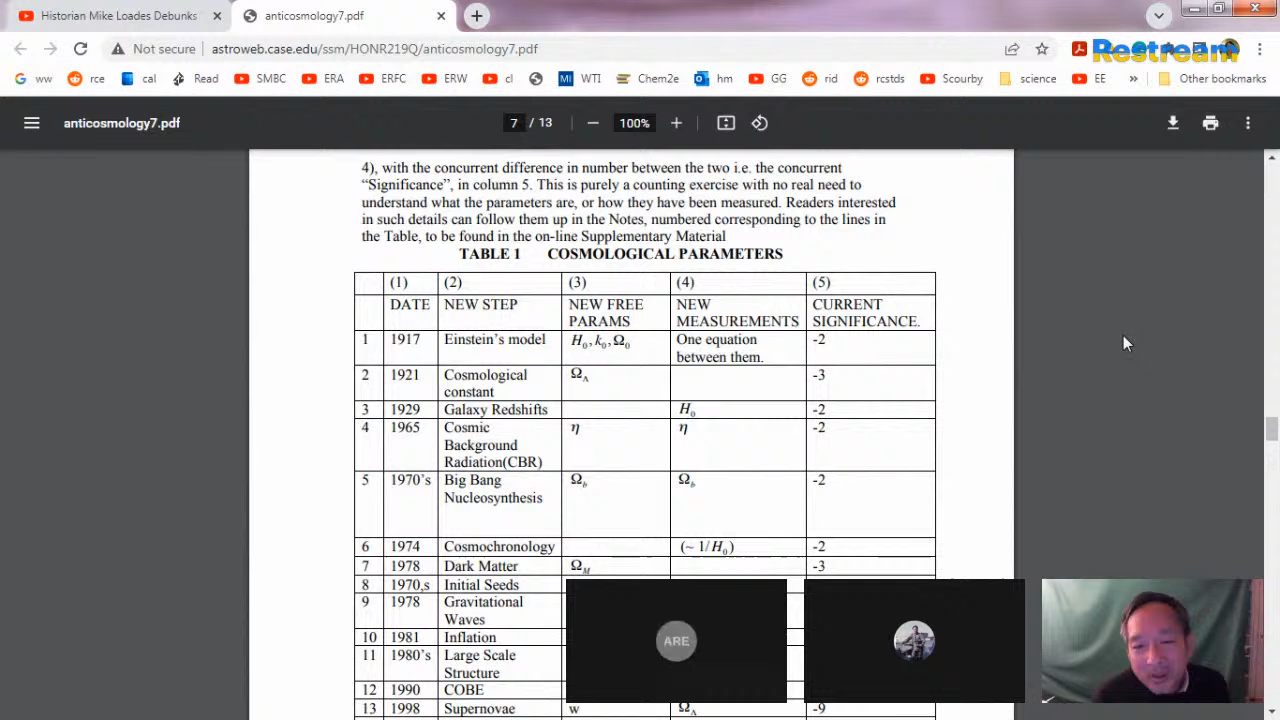 Historian Mike Loades Debunks
anticosmology7.pdf
Not secure
astroweb.case.edu/ssm/HONR219Q/anticosmology7.pdf
Restream
ww
rce
cal
Read
SMBC
ERA
ERFC
ERW
cl
WTI
Chem2e
hm
GG
rid
rcstds
Scourby
science
EE
»
Other bookmarks
anticosmology7.pdf
7 / 13
100%
4), with the concurrent difference in number between the two i.e. the concurrent
“Significance”, in column 5. This is purely a counting exercise with no real need to
understand what the parameters are, or how they have been measured. Readers interested
in such details can follow them up in the Notes, numbered corresponding to the lines in
the Table, to be found in the on-line Supplementary Material
TABLE 1 COSMOLOGICAL PARAMETERS
(1) (2) (3) (4) (5)
DATE NEW STEP NEW FREE NEW CURRENT
PARAMS MEASUREMENTS SIGNIFICANCE.
1 1917 Einstein’s model H₀, k₀, Ω₀ One equation -2
between them.
2 1921 Cosmological Ω_Λ -3
constant
3 1929 Galaxy Redshifts H₀ -2
4 1965 Cosmic η η -2
Background
Radiation(CBR)
5 1970’s Big Bang Ω_b Ω_b -2
Nucleosynthesis
6 1974 Cosmochronology (~ 1/H₀) -2
7 1978 Dark Matter Ω_M -3
8 1970,s Initial Seeds
9 1978 Gravitational
Waves
10 1981 Inflation
11 1980’s Large Scale
Structure
12 1990 COBE
13 1998 Supernovae w Ω_Λ -9
ARE